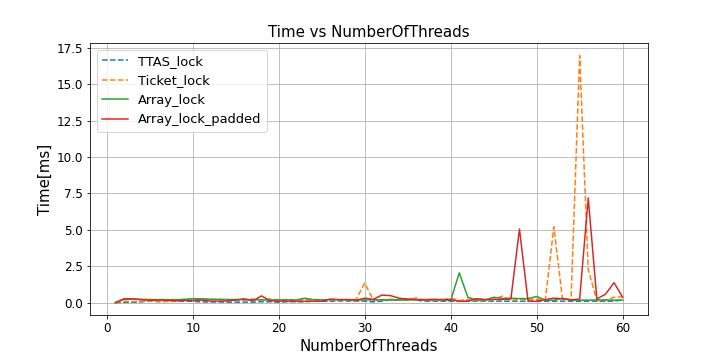 Time vs NumberOfThreads
17.5
15.0
12.5
10.0
7.5
5.0
2.5
0.0
Time[ms]
TTAS_lock
Ticket_lock
Array_lock
Array_lock_padded
0 10 20 30 40 50 60
NumberOfThreads